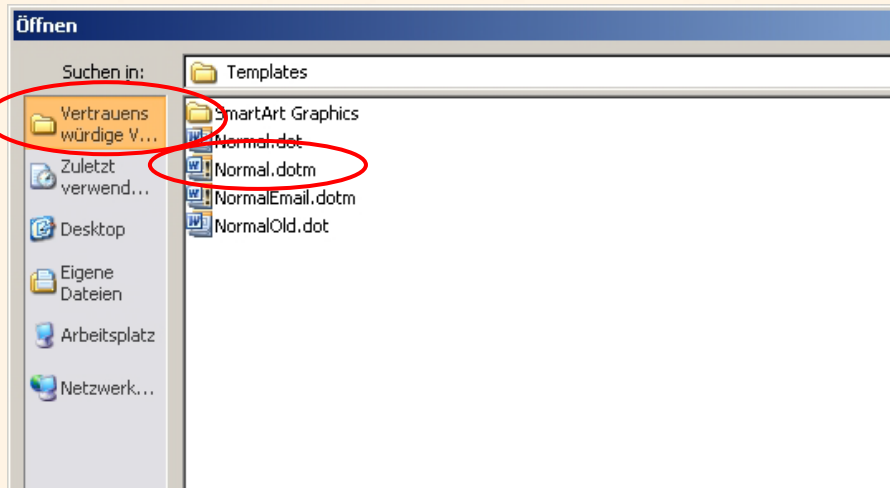 Öffnen
Suchen in:
Templates
Vertrauens
würdige V...
Zuletzt
verwend...
Desktop
Eigene
Dateien
Arbeitsplatz
Netzwerk...
SmartArt Graphics
Normal.dot
Normal.dotm
NormalEmail.dotm
NormalOld.dot